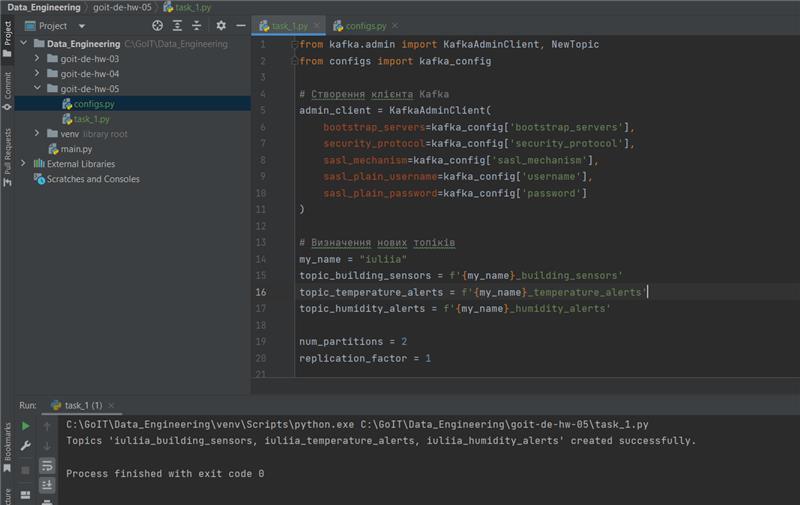 Data_Engineering goit-de-hw-05 task_1.py
Project
task_1.py
configs.py
Data_Engineering C:\GoIT\Data_Engineering
goit-de-hw-03
goit-de-hw-04
goit-de-hw-05
configs.py
task_1.py
venv library root
main.py
External Libraries
Scratches and Consoles
Project
Commit
Pull Requests
Bookmarks
1 from kafka.admin import KafkaAdminClient, NewTopic
2 from configs import kafka_config
3
4 # Створення клієнта Kafka
5 admin_client = KafkaAdminClient(
6 bootstrap_servers=kafka_config['bootstrap_servers'],
7 security_protocol=kafka_config['security_protocol'],
8 sasl_mechanism=kafka_config['sasl_mechanism'],
9 sasl_plain_username=kafka_config['username'],
10 sasl_plain_password=kafka_config['password']
11 )
12
13 # Визначення нових топіків
14 my_name = "iuliia"
15 topic_building_sensors = f'{my_name}_building_sensors'
16 topic_temperature_alerts = f'{my_name}_temperature_alerts'
17 topic_humidity_alerts = f'{my_name}_humidity_alerts'
18
19 num_partitions = 2
20 replication_factor = 1
21
Run: task_1 (1)
C:\GoIT\Data_Engineering\venv\Scripts\python.exe C:\GoIT\Data_Engineering\goit-de-hw-05\task_1.py
Topics 'iuliia_building_sensors, iuliia_temperature_alerts, iuliia_humidity_alerts' created successfully.
Process finished with exit code 0